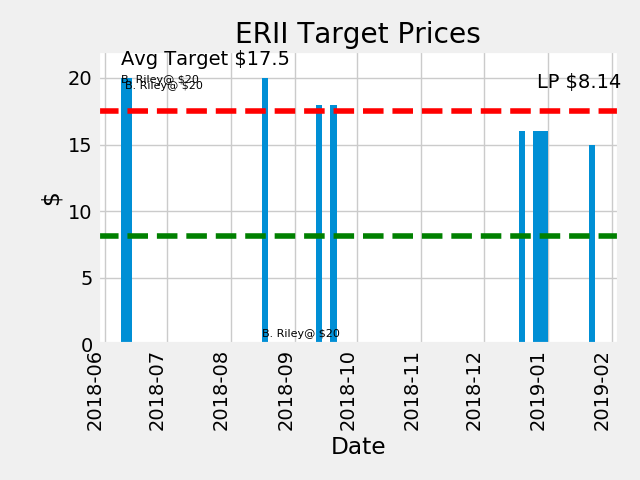 ERII Target Prices
Avg Target $17.5
B. Riley@ $20
B. Riley@ $20
LP $8.14
20
15
10
5
0
$
B. Riley@ $20
2018-06
2018-07
2018-08
2018-09
2018-10
2018-11
2018-12
2019-01
2019-02
Date